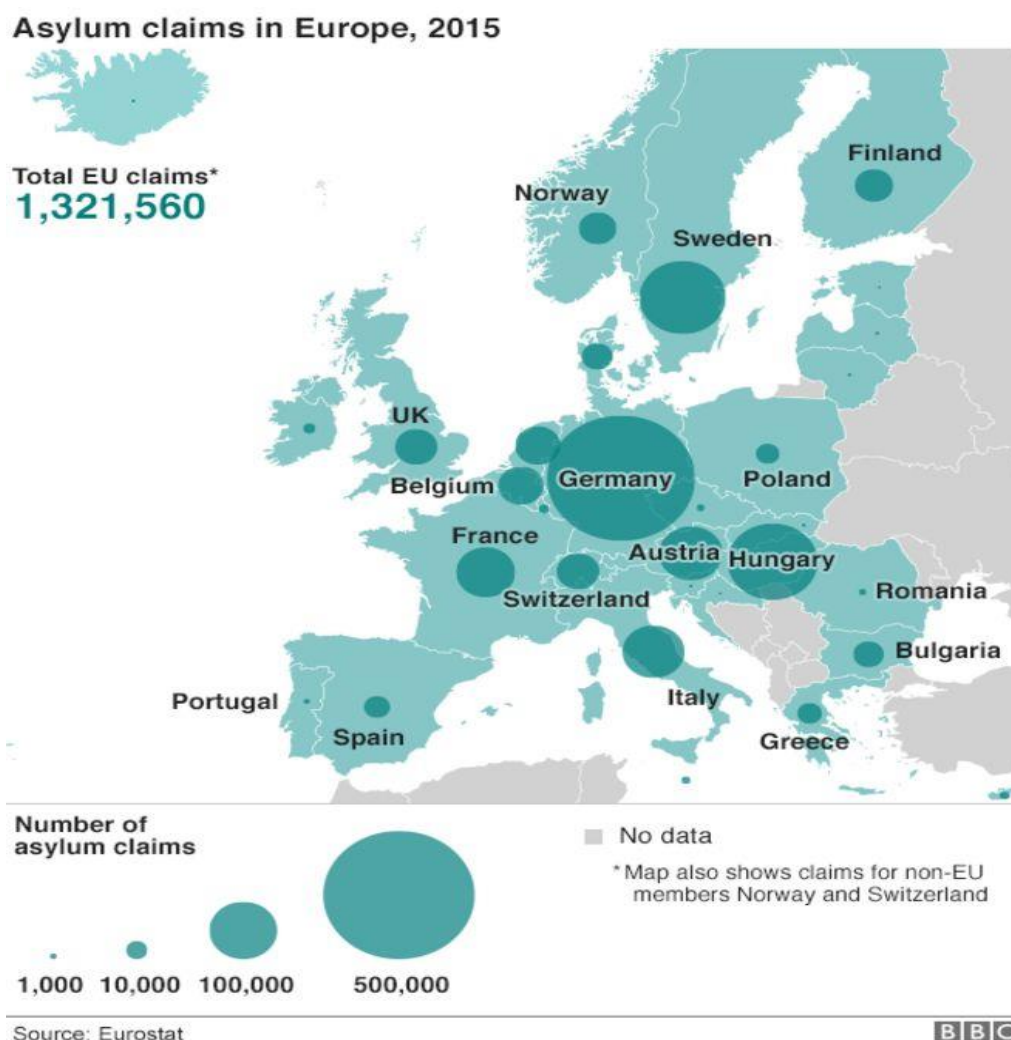 Asylum claims in Europe, 2015
Total EU claims*
1,321,560
Finland
Norway
Sweden
UK
Belgium
Germany
Poland
France
Austria
Hungary
Switzerland
Romania
Bulgaria
Portugal
Italy
Spain
Greece
Number of
asylum claims
1,000
10,000
100,000
500,000
No data
*Map also shows claims for non-EU
members Norway and Switzerland
Source: Eurostat
BBC